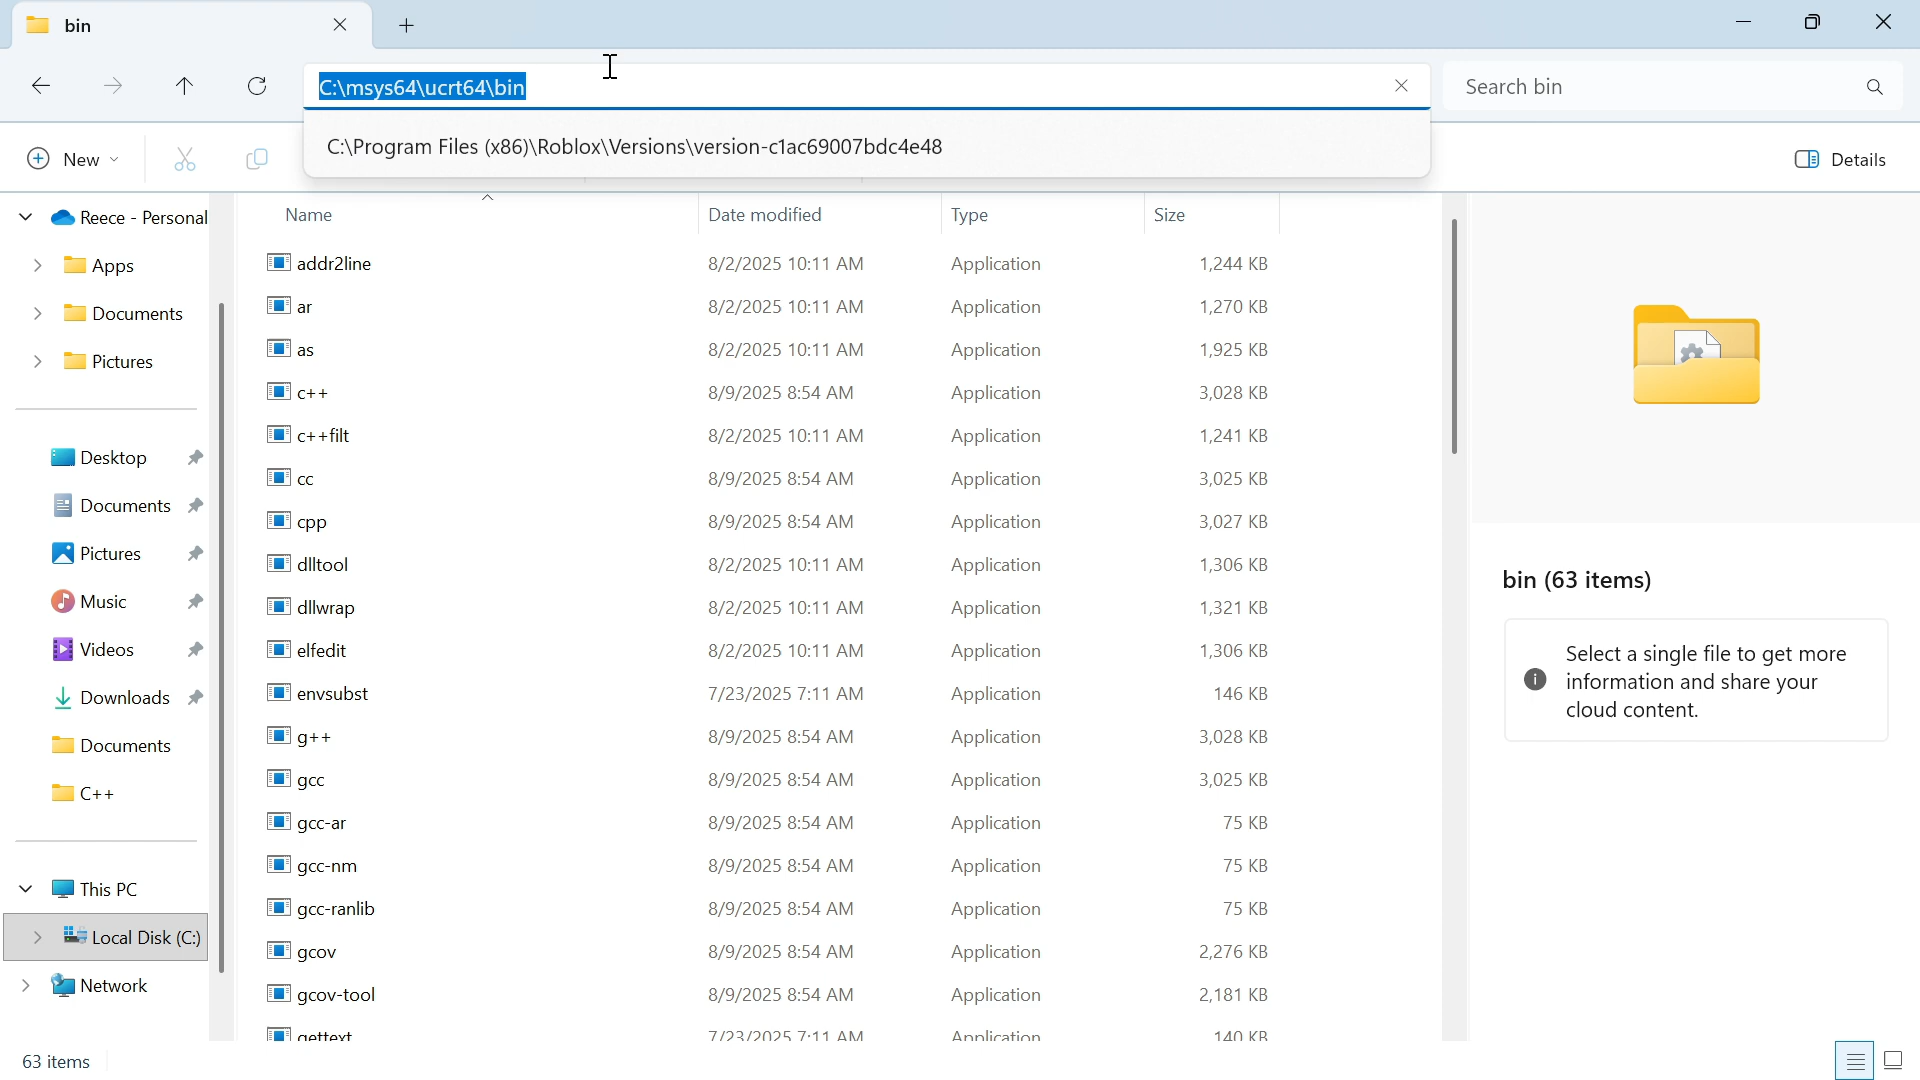 bin
C:\msys64\ucrt64\bin
Search bin
C:\Program Files (x86)\Roblox\Versions\version-c1ac69007bdc4e48
New
Details
Reece - Personal
Apps
Documents
Pictures
Desktop
Documents
Pictures
Music
Videos
Downloads
Documents
C++
This PC
Local Disk (C:)
Network
Name Date modified Type Size
addr2line 8/2/2025 10:11 AM Application 1,244 KB
ar 8/2/2025 10:11 AM Application 1,270 KB
as 8/2/2025 10:11 AM Application 1,925 KB
c++ 8/9/2025 8:54 AM Application 3,028 KB
c++filt 8/2/2025 10:11 AM Application 1,241 KB
cc 8/9/2025 8:54 AM Application 3,025 KB
cpp 8/9/2025 8:54 AM Application 3,027 KB
dlltool 8/2/2025 10:11 AM Application 1,306 KB
dllwrap 8/2/2025 10:11 AM Application 1,321 KB
elfedit 8/2/2025 10:11 AM Application 1,306 KB
envsubst 7/23/2025 7:11 AM Application 146 KB
g++ 8/9/2025 8:54 AM Application 3,028 KB
gcc 8/9/2025 8:54 AM Application 3,025 KB
gcc-ar 8/9/2025 8:54 AM Application 75 KB
gcc-nm 8/9/2025 8:54 AM Application 75 KB
gcc-ranlib 8/9/2025 8:54 AM Application 75 KB
gcov 8/9/2025 8:54 AM Application 2,276 KB
gcov-tool 8/9/2025 8:54 AM Application 2,181 KB
gettext 7/23/2025 7:11 AM Application 140 KB
bin (63 items)
Select a single file to get more
information and share your
cloud content.
63 items